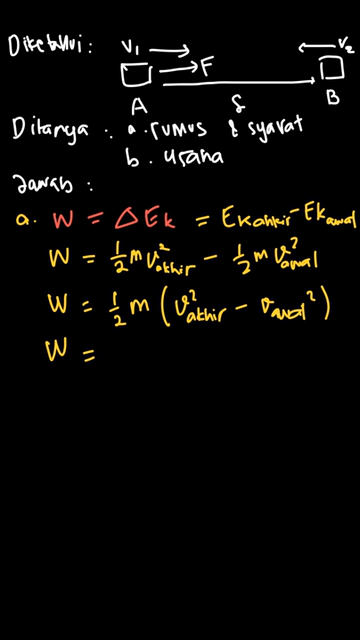 Diketahui: V₁ V₂
F
A S B
Ditanya: a. rumus & syarat
b. usaha
Jawab:
a. W = ΔEk = Ek akhir - Ek awal
W = 1/2 m v²akhir - 1/2 m v²awal
W = 1/2 m (v²akhir - vawal²)
W =